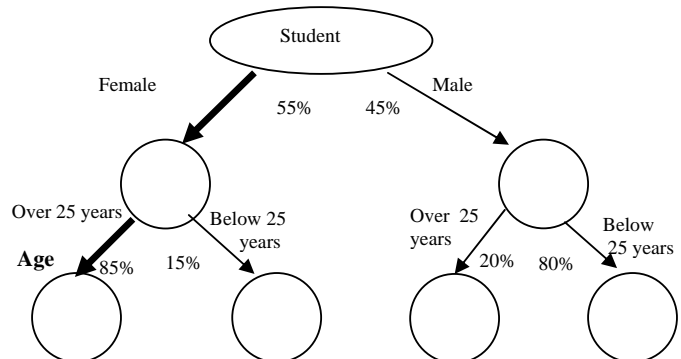 Student
Female
Male
55%
45%
Over 25 years
Below 25
years
Over 25
years
Below
25 years
Age
85%
15%
20%
80%